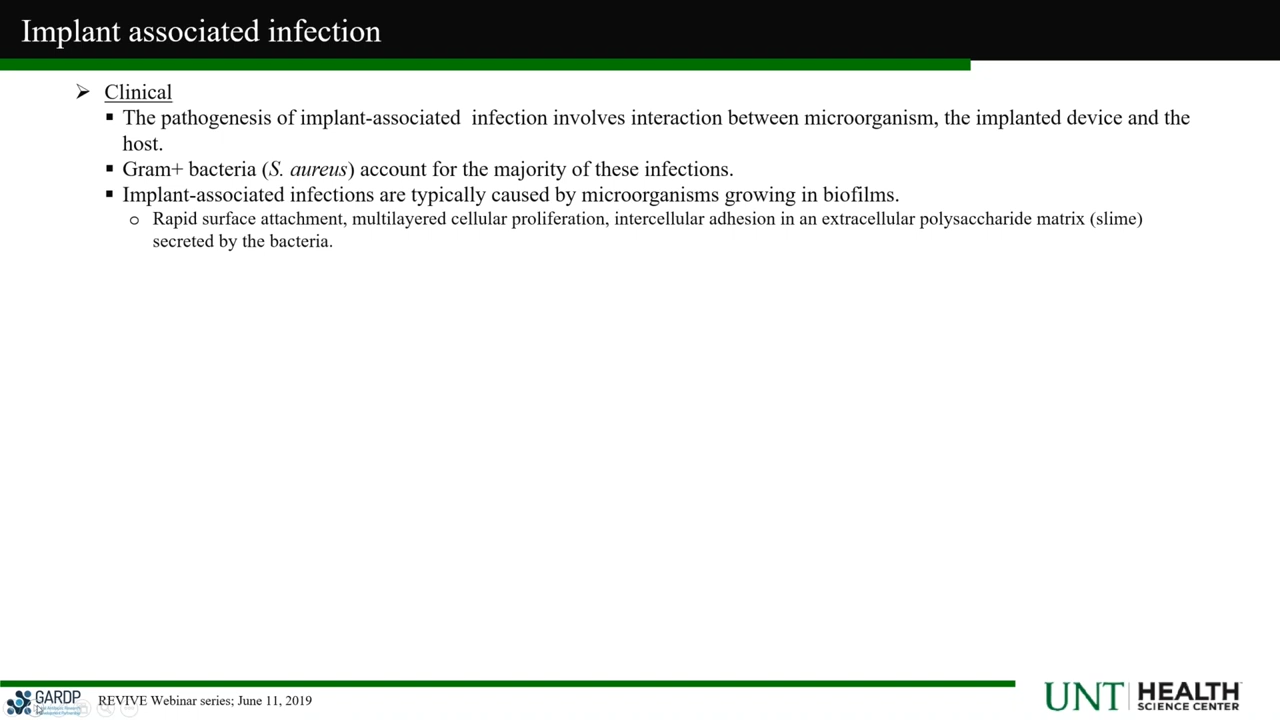 Implant associated infection
➢ Clinical
▪ The pathogenesis of implant-associated infection involves interaction between microorganism, the implanted device and the
host.
▪ Gram+ bacteria (S. aureus) account for the majority of these infections.
▪ Implant-associated infections are typically caused by microorganisms growing in biofilms.
o Rapid surface attachment, multilayered cellular proliferation, intercellular adhesion in an extracellular polysaccharide matrix (slime)
secreted by the bacteria.
GARDP
REVIVE Webinar series; June 11, 2019
UNT HEALTH
SCIENCE CENTER